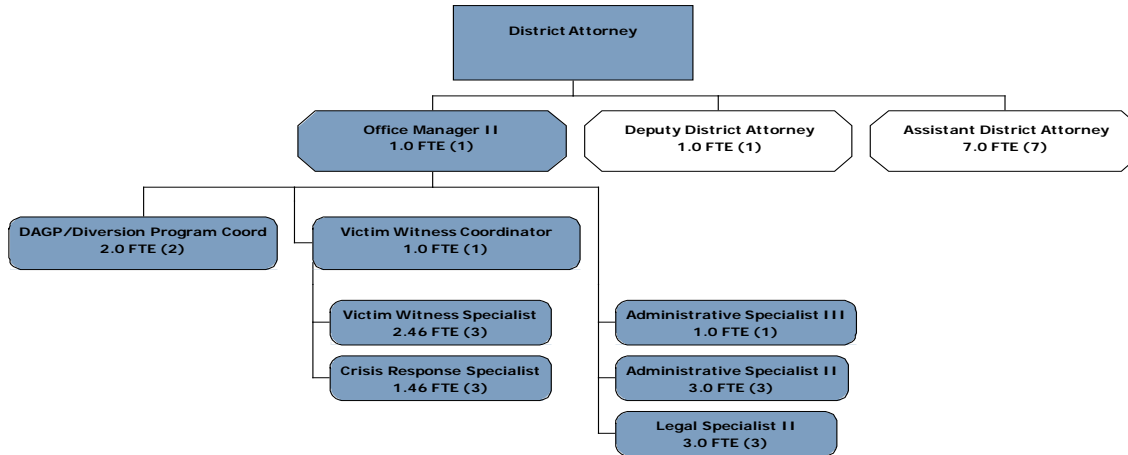 District Attorney
Office Manager II
1.0 FTE (1)
Deputy District Attorney
1.0 FTE (1)
Assistant District Attorney
7.0 FTE (7)
DAGP/Diversion Program Coord
2.0 FTE (2)
Victim Witness Coordinator
1.0 FTE (1)
Victim Witness Specialist
2.46 FTE (3)
Administrative Specialist III
1.0 FTE (1)
Crisis Response Specialist
1.46 FTE (3)
Administrative Specialist II
3.0 FTE (3)
Legal Specialist II
3.0 FTE (3)